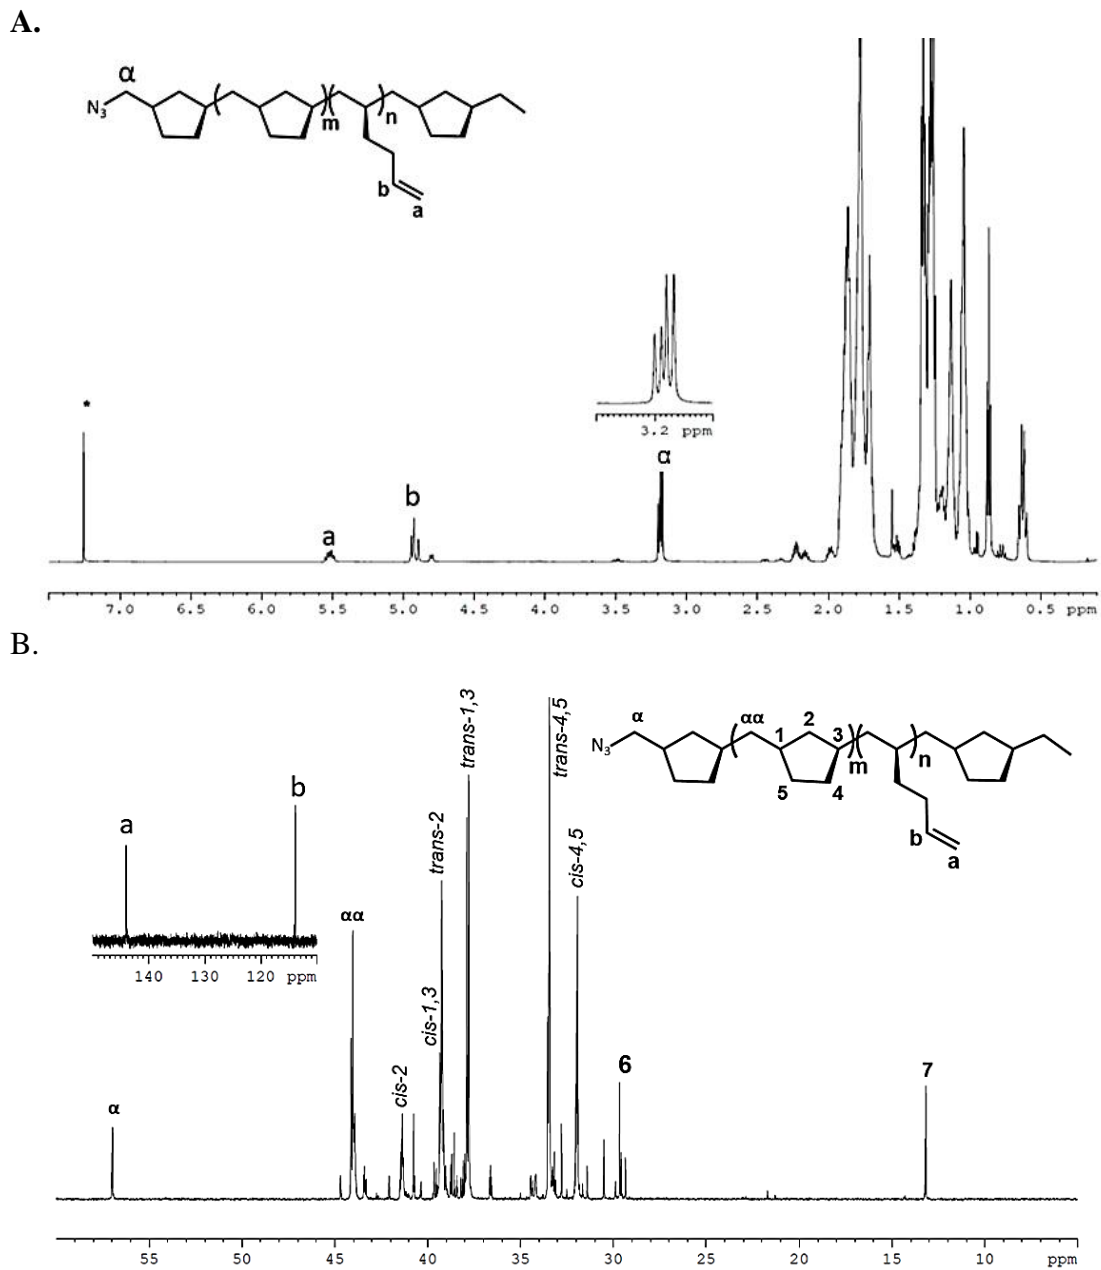 A.
α
N3
m
n
b
a
3.2 ppm
*
α
b
a
7.0 6.5 6.0 5.5 5.0 4.5 4.0 3.5 3.0 2.5 2.0 1.5 1.0 0.5 ppm
B.
trans-1,3
trans-4,5
α
αα
1
2
3
N3
m
n
5
4
b
a
b
a
trans-2
cis-4,5
αα
140 130 120 ppm
cis-1,3
cis-2
6
7
α
55 50 45 40 35 30 25 20 15 10 ppm